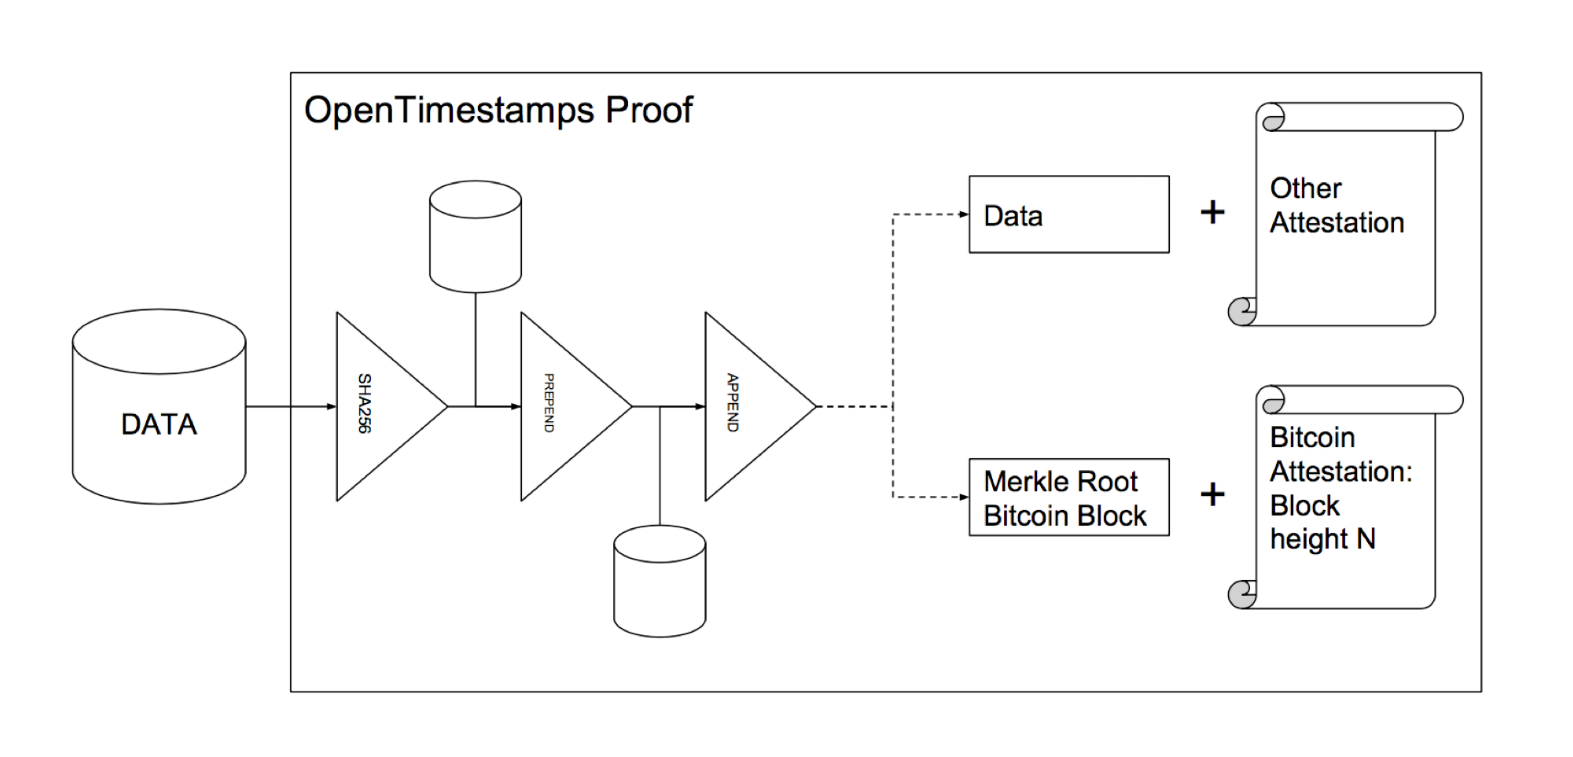 OpenTimestamps Proof
DATA
SHA256
PREPEND
APPEND
Data
+
Other
Attestation
Merkle Root
Bitcoin Block
+
Bitcoin
Attestation:
Block
height N